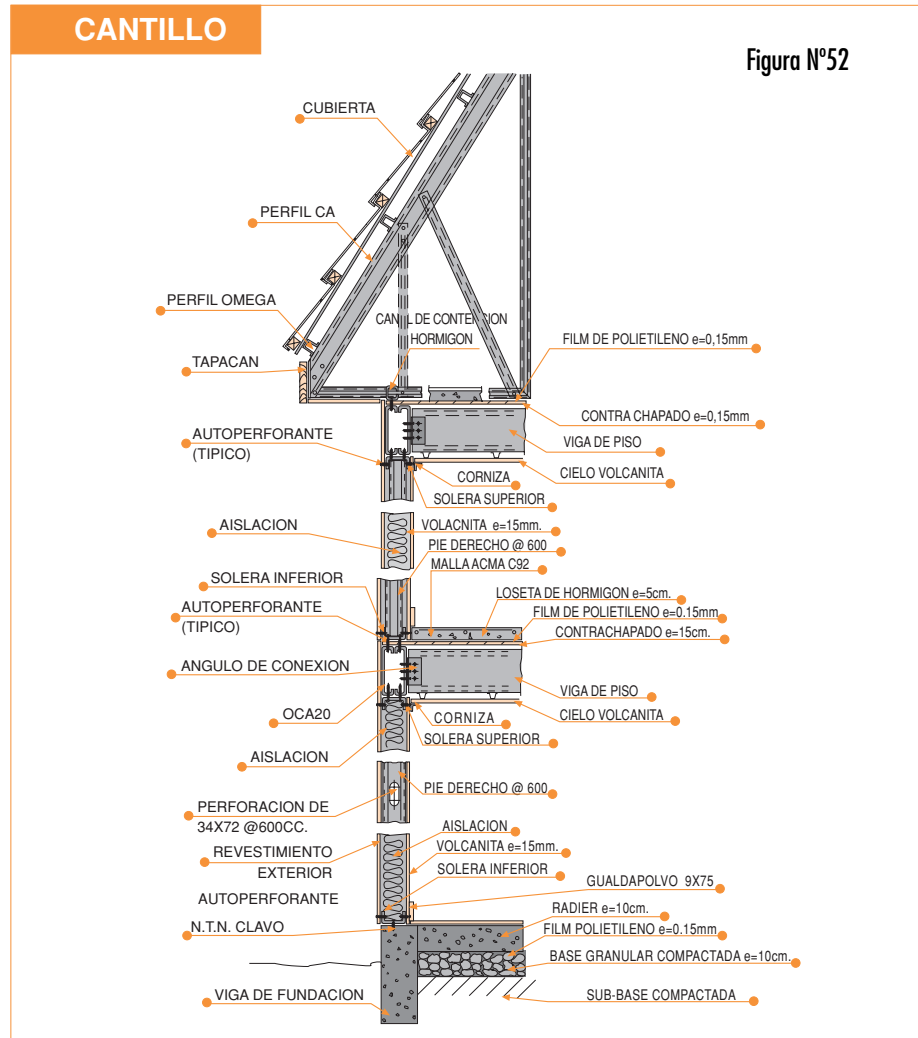 CANTILLO
Figura N°52
CUBIERTA
PERFIL CA
PERFIL OMEGA
CANAL DE CONTENCION
HORMIGON
FILM DE POLIETILENO e=0,15mm
TAPACAN
CONTRA CHAPADO e=0,15mm
AUTOPERFORANTE
(TIPICO)
VIGA DE PISO
CORNIZA
CIELO VOLCANITA
SOLERA SUPERIOR
AISLACION
VOLACNITA e=15mm.
PIE DERECHO @ 600
MALLA ACMA C92
SOLERA INFERIOR
LOSETA DE HORMIGON e=5cm.
AUTOPERFORANTE
(TIPICO)
FILM DE POLIETILENO e=0.15mm
CONTRACHAPADO e=15cm.
ANGULO DE CONEXION
VIGA DE PISO
OCA20
CORNIZA
CIELO VOLCANITA
SOLERA SUPERIOR
AISLACION
PIE DERECHO @ 600
PERFORACION DE
34X72 @600CC.
AISLACION
REVESTIMIENTO
EXTERIOR
VOLCANITA e=15mm.
SOLERA INFERIOR
AUTOPERFORANTE
GUALDAPOLVO 9X75
RADIER e=10cm.
N.T.N. CLAVO
FILM POLIETILENO e=0.15mm
BASE GRANULAR COMPACTADA e=10cm.
VIGA DE FUNDACION
SUB-BASE COMPACTADA